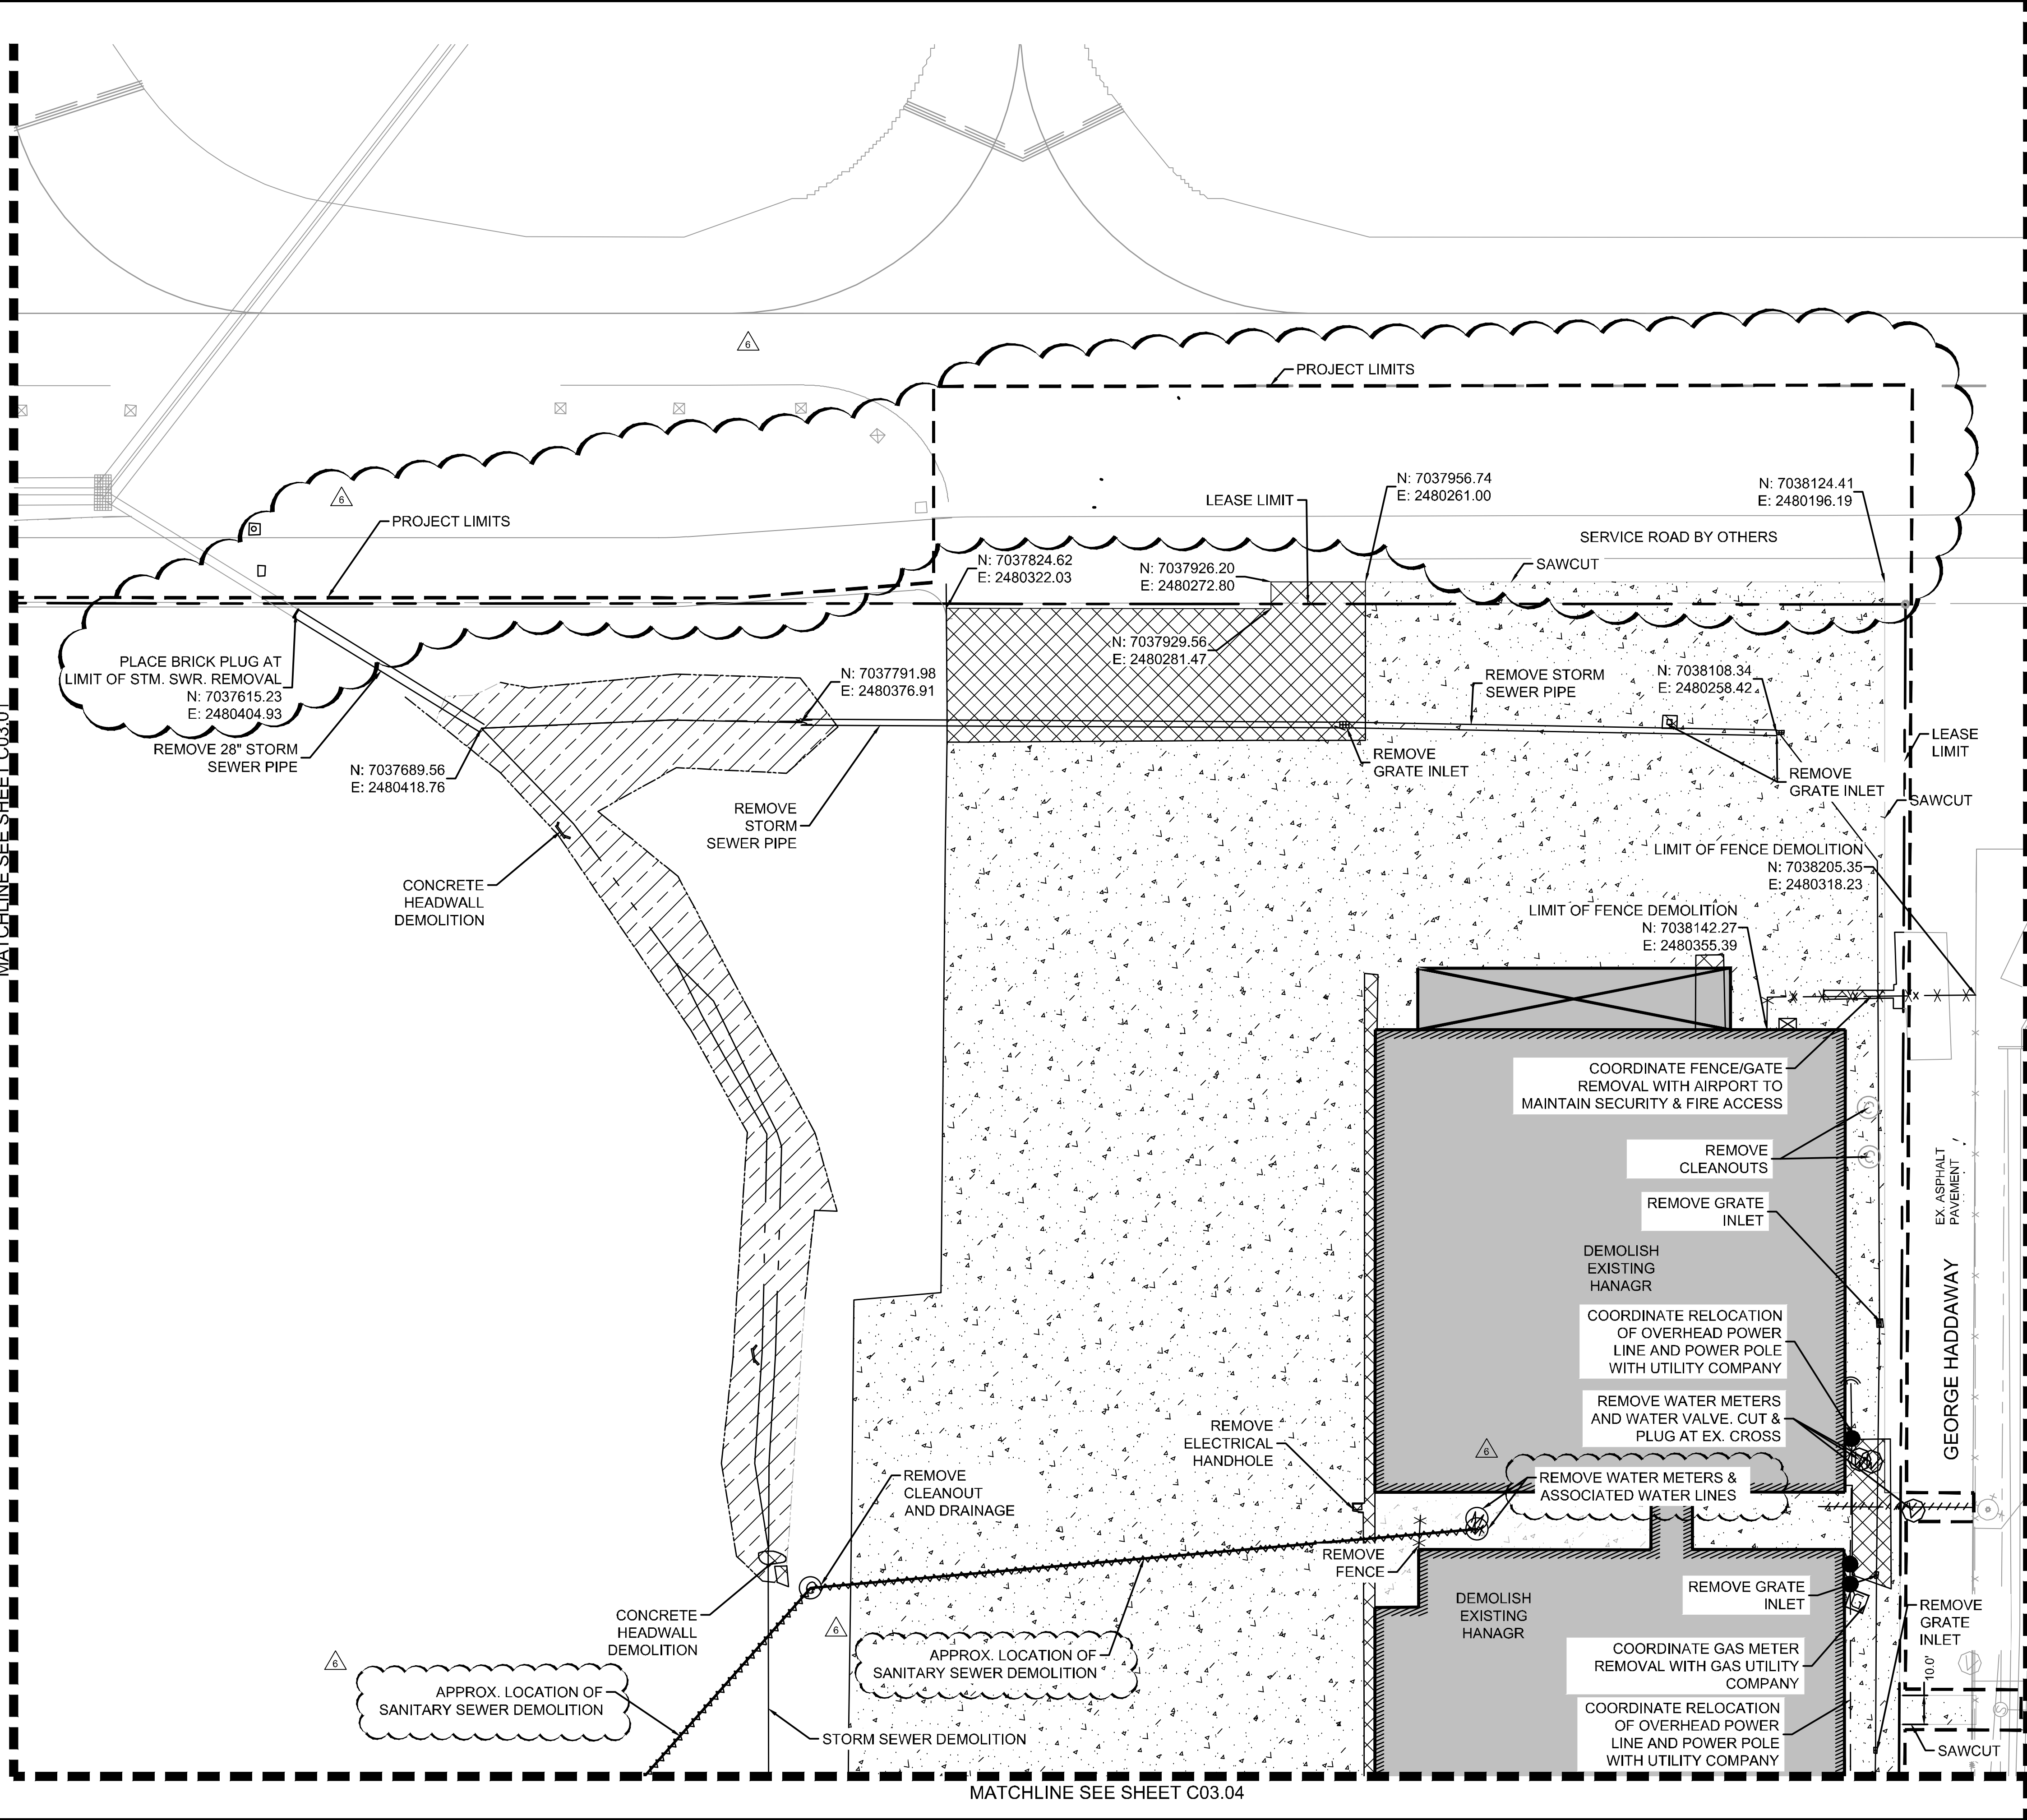 6
PROJECT LIMITS
6
PROJECT LIMITS
LEASE LIMIT
N: 7037956.74
E: 2480261.00
N: 7038124.41
E: 2480196.19
SERVICE ROAD BY OTHERS
SAWCUT
N: 7037824.62
E: 2480322.03
N: 7037926.20
E: 2480272.80
N: 7037929.56
E: 2480281.47
PLACE BRICK PLUG AT
LIMIT OF STM. SWR. REMOVAL
N: 7037615.23
E: 2480404.93
REMOVE 28" STORM
SEWER PIPE
N: 7037689.56
E: 2480418.76
N: 7037791.98
E: 2480376.91
REMOVE STORM
SEWER PIPE
N: 7038108.34
E: 2480258.42
LEASE
LIMIT
REMOVE
GRATE INLET
REMOVE
GRATE INLET
SAWCUT
REMOVE
STORM
SEWER PIPE
MATCHLINE SEE SHEET C03.01
LIMIT OF FENCE DEMOLITION
N: 7038205.35
E: 2480318.23
CONCRETE
HEADWALL
DEMOLITION
LIMIT OF FENCE DEMOLITION
N: 7038142.27
E: 2480355.39
COORDINATE FENCE/GATE
REMOVAL WITH AIRPORT TO
MAINTAIN SECURITY & FIRE ACCESS
REMOVE
CLEANOUTS
EX. ASPHALT
PAVEMENT
REMOVE GRATE
INLET
DEMOLISH
EXISTING
HANAGR
GEORGE HADDAWAY
COORDINATE RELOCATION
OF OVERHEAD POWER
LINE AND POWER POLE
WITH UTILITY COMPANY
REMOVE WATER METERS
AND WATER VALVE. CUT &
PLUG AT EX. CROSS
REMOVE
ELECTRICAL
HANDHOLE
6
REMOVE WATER METERS &
ASSOCIATED WATER LINES
REMOVE
CLEANOUT
AND DRAINAGE
REMOVE
FENCE
DEMOLISH
EXISTING
HANAGR
REMOVE GRATE
INLET
REMOVE
GRATE
INLET
CONCRETE
HEADWALL
DEMOLITION
6
APPROX. LOCATION OF
SANITARY SEWER DEMOLITION
COORDINATE GAS METER
REMOVAL WITH GAS UTILITY
COMPANY
10.0'
6
APPROX. LOCATION OF
SANITARY SEWER DEMOLITION
COORDINATE RELOCATION
OF OVERHEAD POWER
LINE AND POWER POLE
WITH UTILITY COMPANY
STORM SEWER DEMOLITION
SAWCUT
MATCHLINE SEE SHEET C03.04